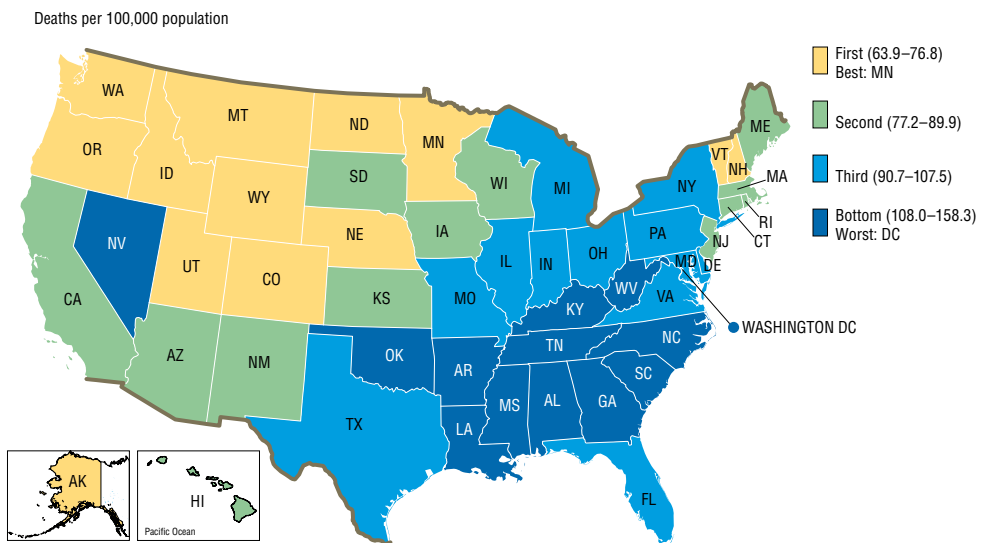 Deaths per 100,000 population
First (63.9–76.8)
Best: MN
Second (77.2–89.9)
Third (90.7–107.5)
Bottom (108.0–158.3)
Worst: DC
WA
MT
ND
MN
ME
VT
NH
OR
ID
SD
WI
MI
NY
MA
WY
RI
CT
NE
IA
PA
NJ
NV
UT
CO
IL
IN
OH
MD
DE
CA
KS
MO
WV
VA
KY
WASHINGTON DC
AZ
NM
OK
TN
NC
AR
SC
MS
AL
GA
TX
LA
AK
HI
FL
Pacific Ocean